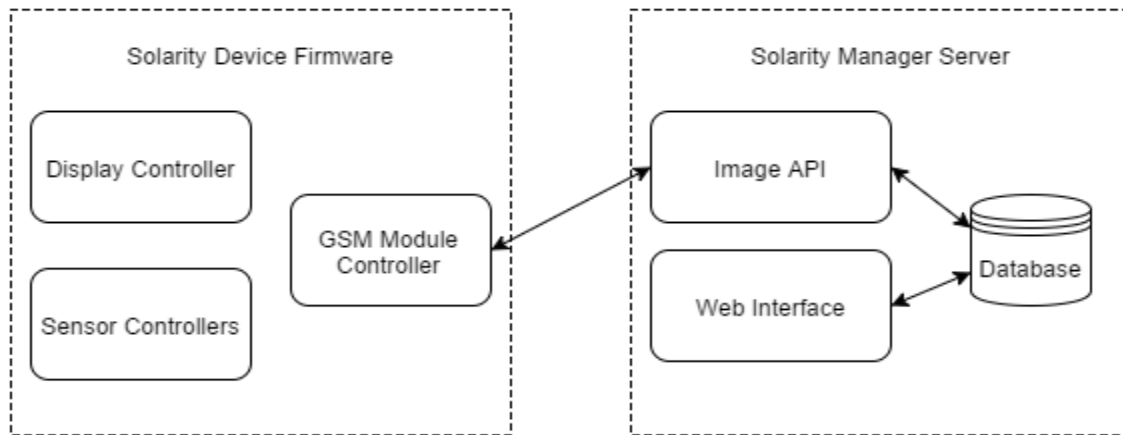 Solarity Device Firmware
Display Controller
GSM Module
Controller
Sensor Controllers
Solarity Manager Server
Image API
Web Interface
Database